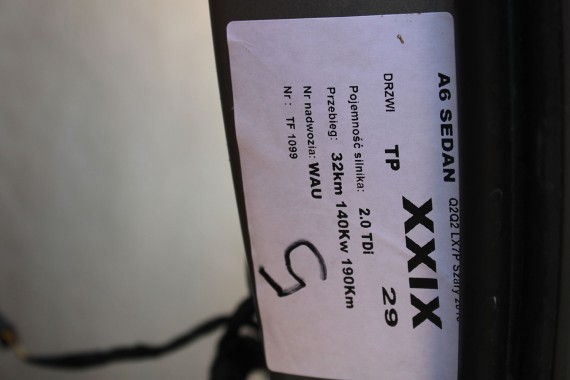 A6 SEDAN Q2Q2 LX7P Szary
XXIX
DRZWI TP 29
Pojemność silnika: 2.0 TDi
Przebieg: 32km 140Kw 190Km
Nr nadwozia: WAU
Nr : TF 1099
5